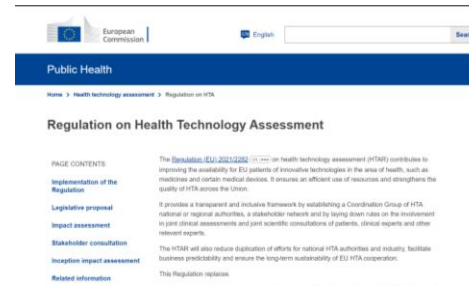 European
Commission
EN English
Sear
Public Health
Home > Health technology assessment > Regulation on HTA
Regulation on Health Technology Assessment
PAGE CONTENTS
Implementation of the
Regulation
Legislative proposal
Impact assessment
Stakeholder consultation
Inception impact assessment
Related information
The Regulation (EU) 2021/2282 on health technology assessment (HTAR) contributes to
improving the availability for EU patients of innovative technologies in the area of health, such as
medicines and certain medical devices. It ensures an efficient use of resources and strengthens the
quality of HTA across the Union.
It provides a transparent and inclusive framework by establishing a Coordination Group of HTA
national or regional authorities, a stakeholder network and by laying down rules on the involvement
in joint clinical assessments and joint scientific consultations of patients, clinical experts and other
relevant experts.
The HTAR will also reduce duplication of efforts for national HTA authorities and industry, facilitate
business predictability and ensure the long-term sustainability of EU HTA cooperation.
This Regulation replaces